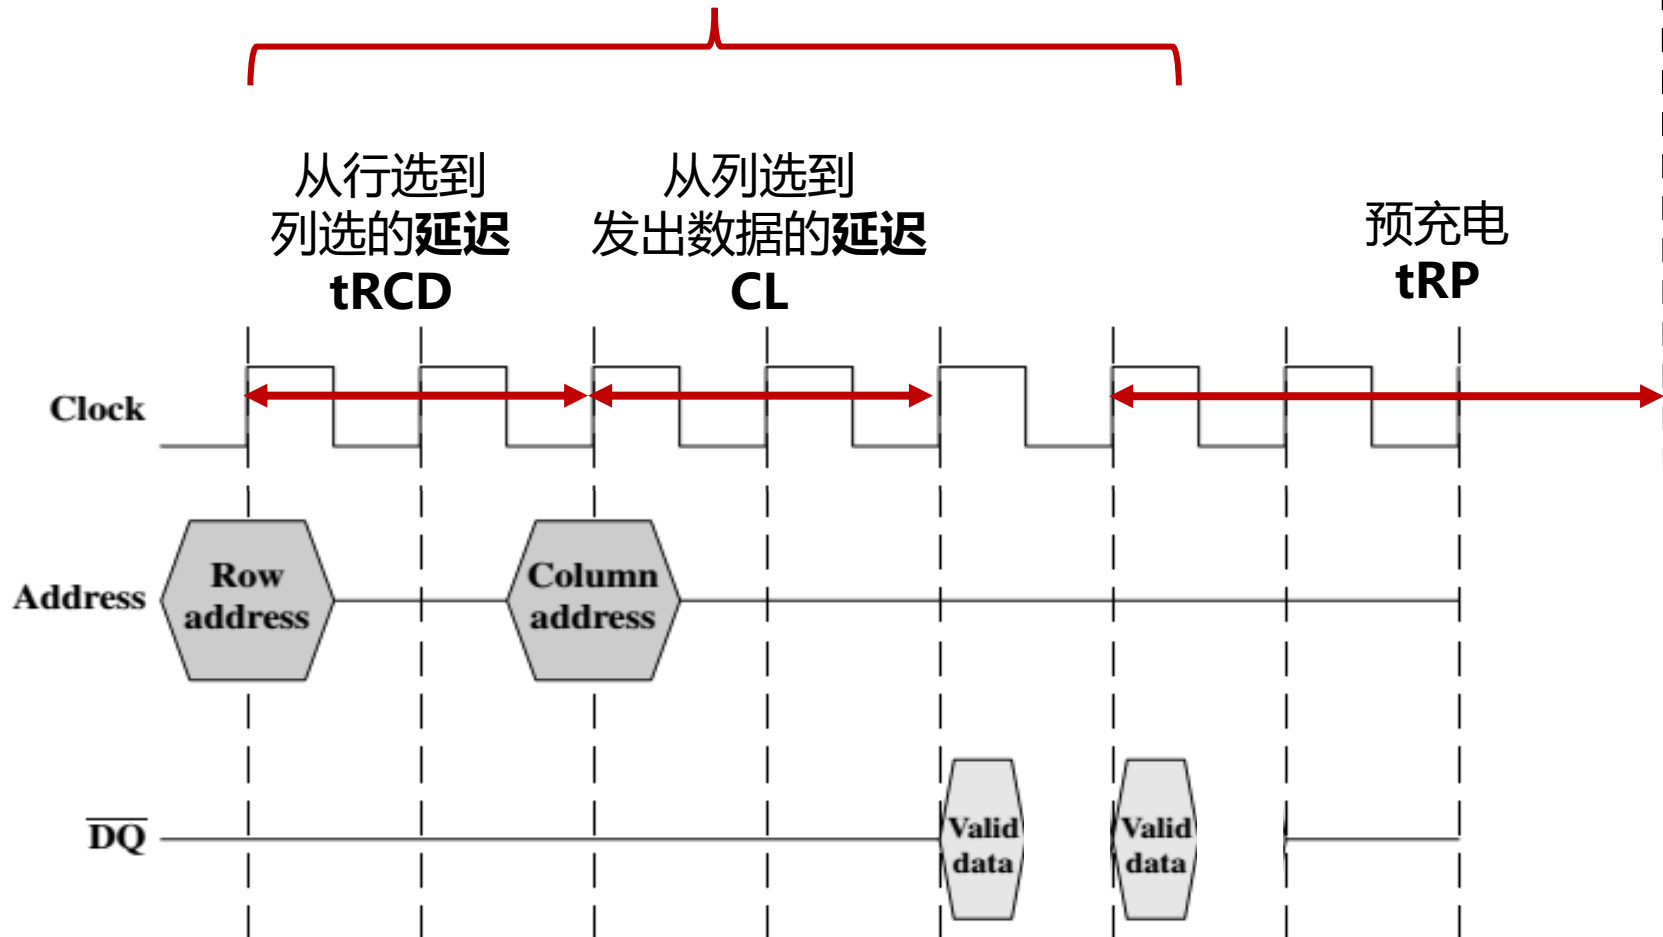 从行选到
列选的延迟
tRCD
从列选到
发出数据的延迟
CL
预充电
tRP
Clock
Address
Row
address
Column
address
DQ
Valid
data
Valid
data